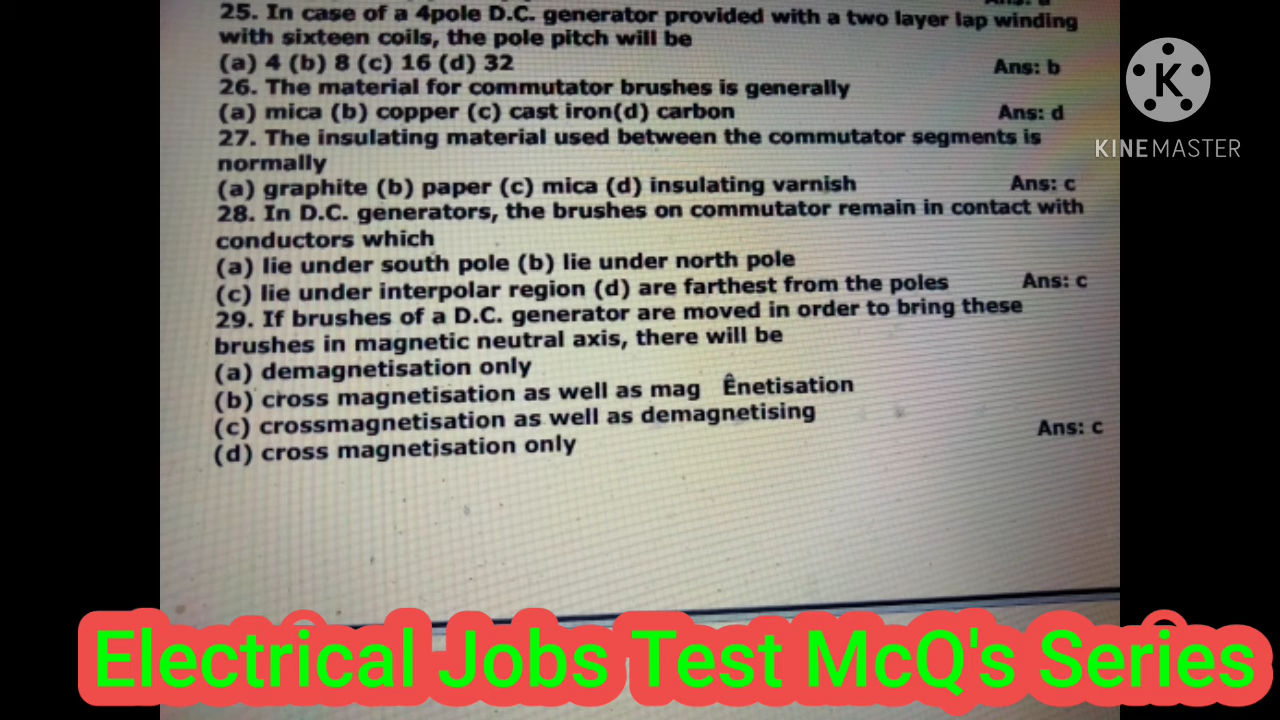 25. In case of a 4pole D.C. generator provided with a two layer lap winding
with sixteen coils, the pole pitch will be
(a) 4 (b) 8 (c) 16 (d) 32 Ans: b
26. The material for commutator brushes is generally
(a) mica (b) copper (c) cast iron(d) carbon Ans: d
27. The insulating material used between the commutator segments is
normally
(a) graphite (b) paper (c) mica (d) insulating varnish Ans: c
28. In D.C. generators, the brushes on commutator remain in contact with
conductors which
(a) lie under south pole (b) lie under north pole
(c) lie under interpolar region (d) are farthest from the poles Ans: c
29. If brushes of a D.C. generator are moved in order to bring these
brushes in magnetic neutral axis, there will be
(a) demagnetisation only
(b) cross magnetisation as well as mag Ênetisation
(c) crossmagnetisation as well as demagnetising
(d) cross magnetisation only Ans: c
K
KINEMASTER
Electrical Jobs Test McQ's Series